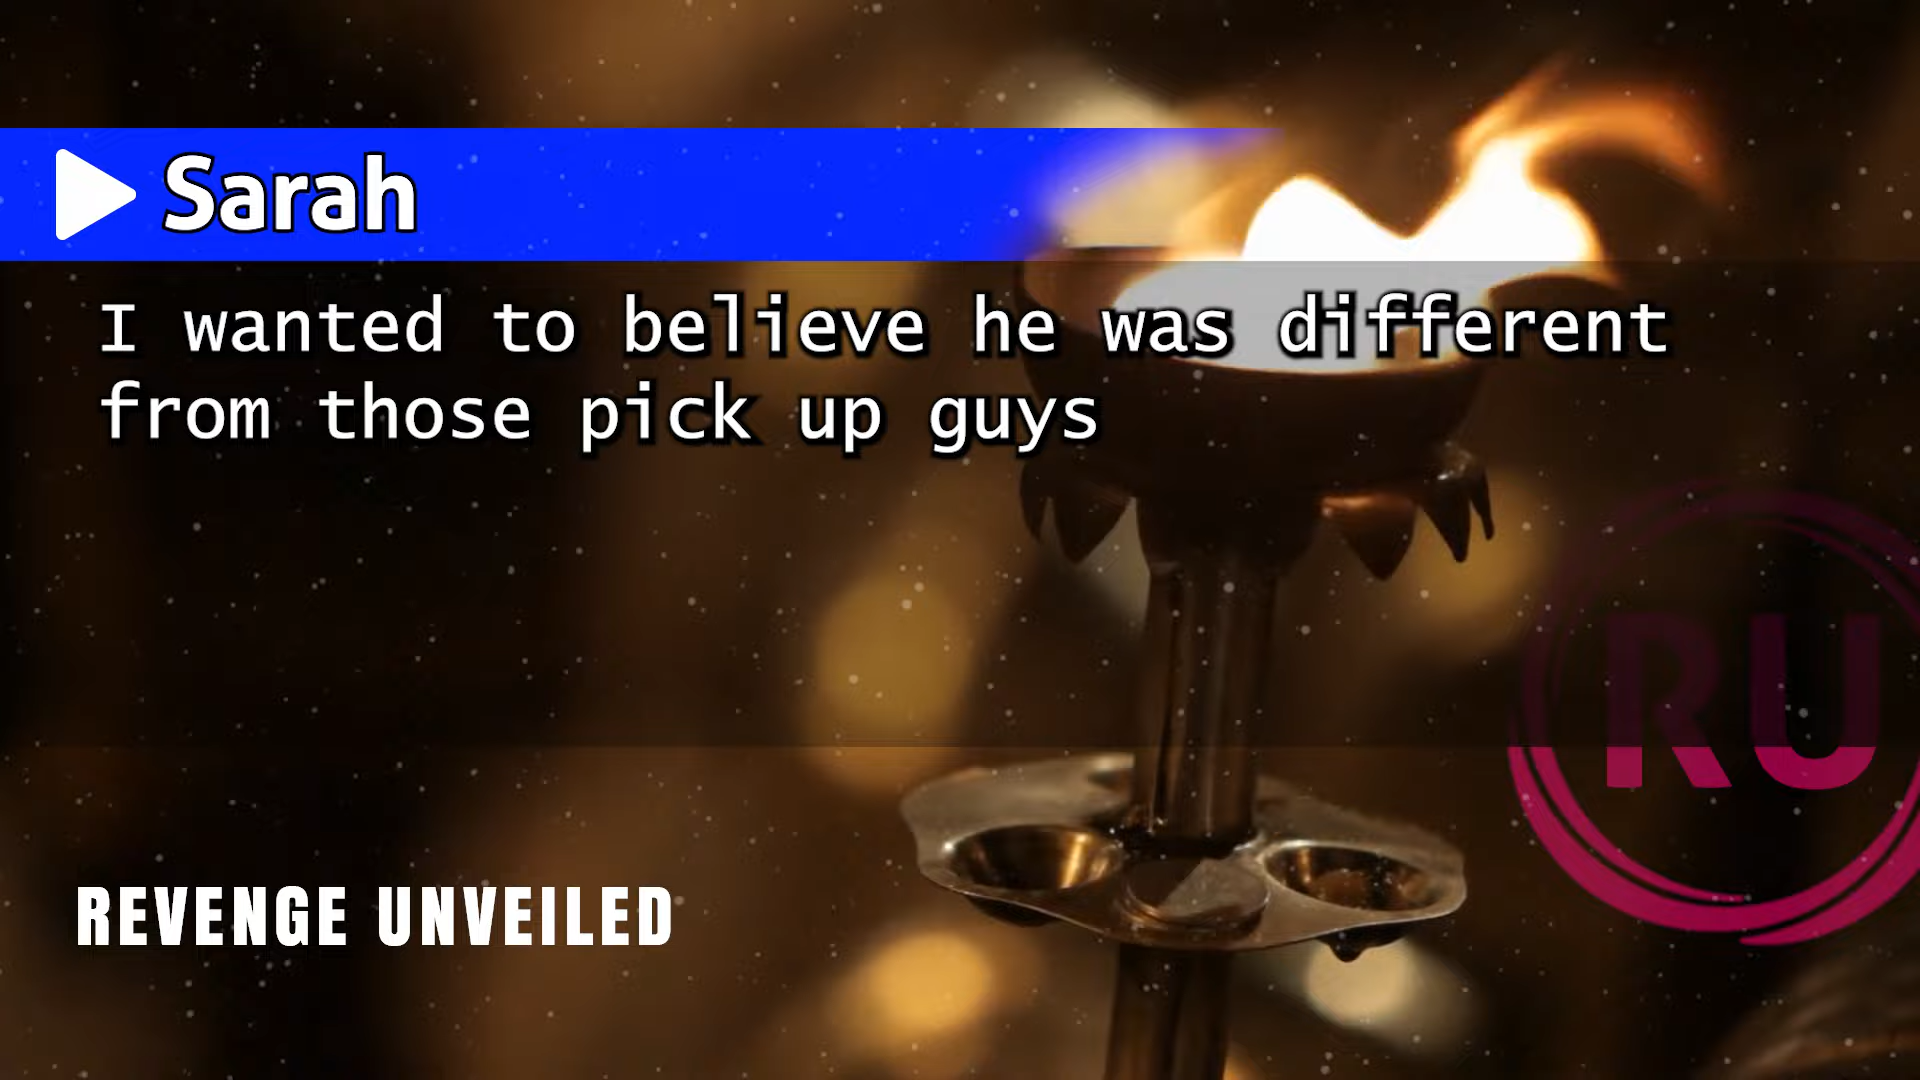 Sarah
I wanted to believe he was different
from those pick up guys
RU
REVENGE UNVEILED